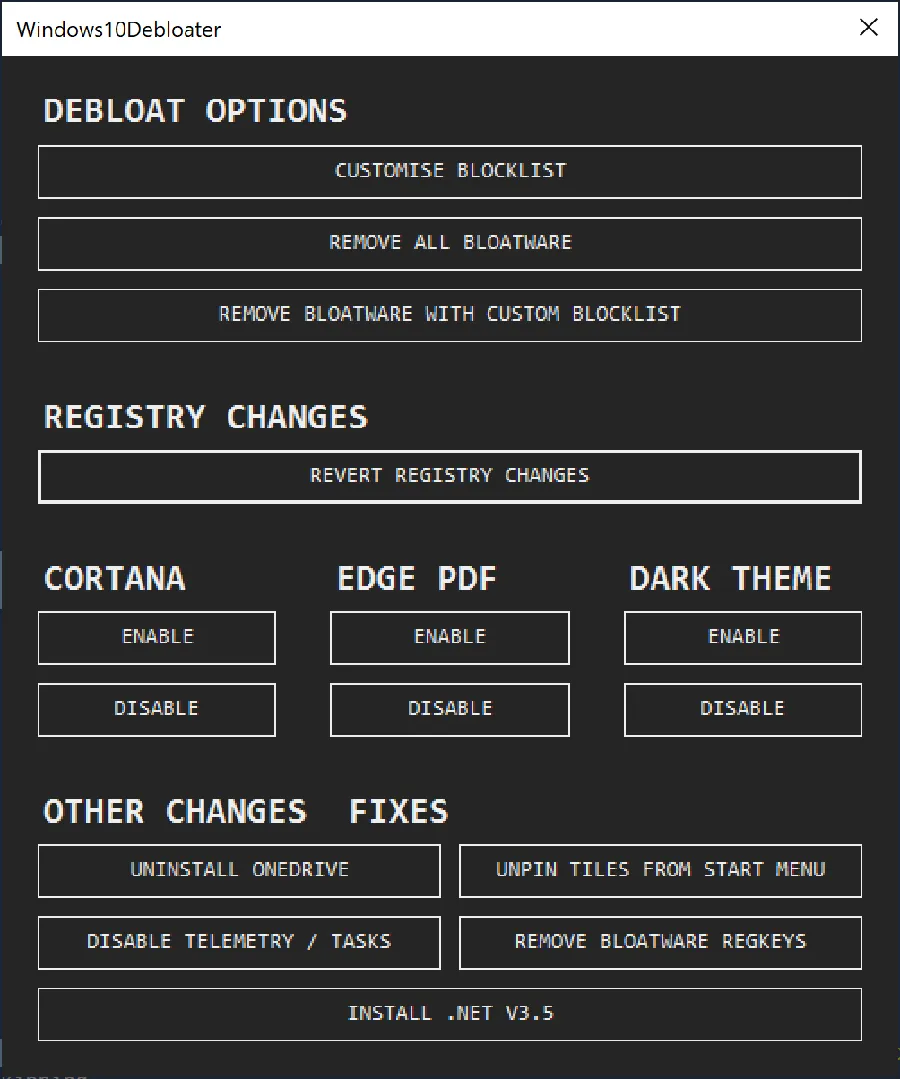 Windows10Debloater
DEBLOAT OPTIONS
CUSTOMISE BLOCKLIST
REMOVE ALL BLOATWARE
REMOVE BLOATWARE WITH CUSTOM BLOCKLIST
REGISTRY CHANGES
REVERT REGISTRY CHANGES
CORTANA EDGE PDF DARK THEME
ENABLE ENABLE ENABLE
DISABLE DISABLE DISABLE
OTHER CHANGES  FIXES
UNINSTALL ONEDRIVE UNPIN TILES FROM START MENU
DISABLE TELEMETRY / TASKS REMOVE BLOATWARE REGKEYS
INSTALL .NET V3.5